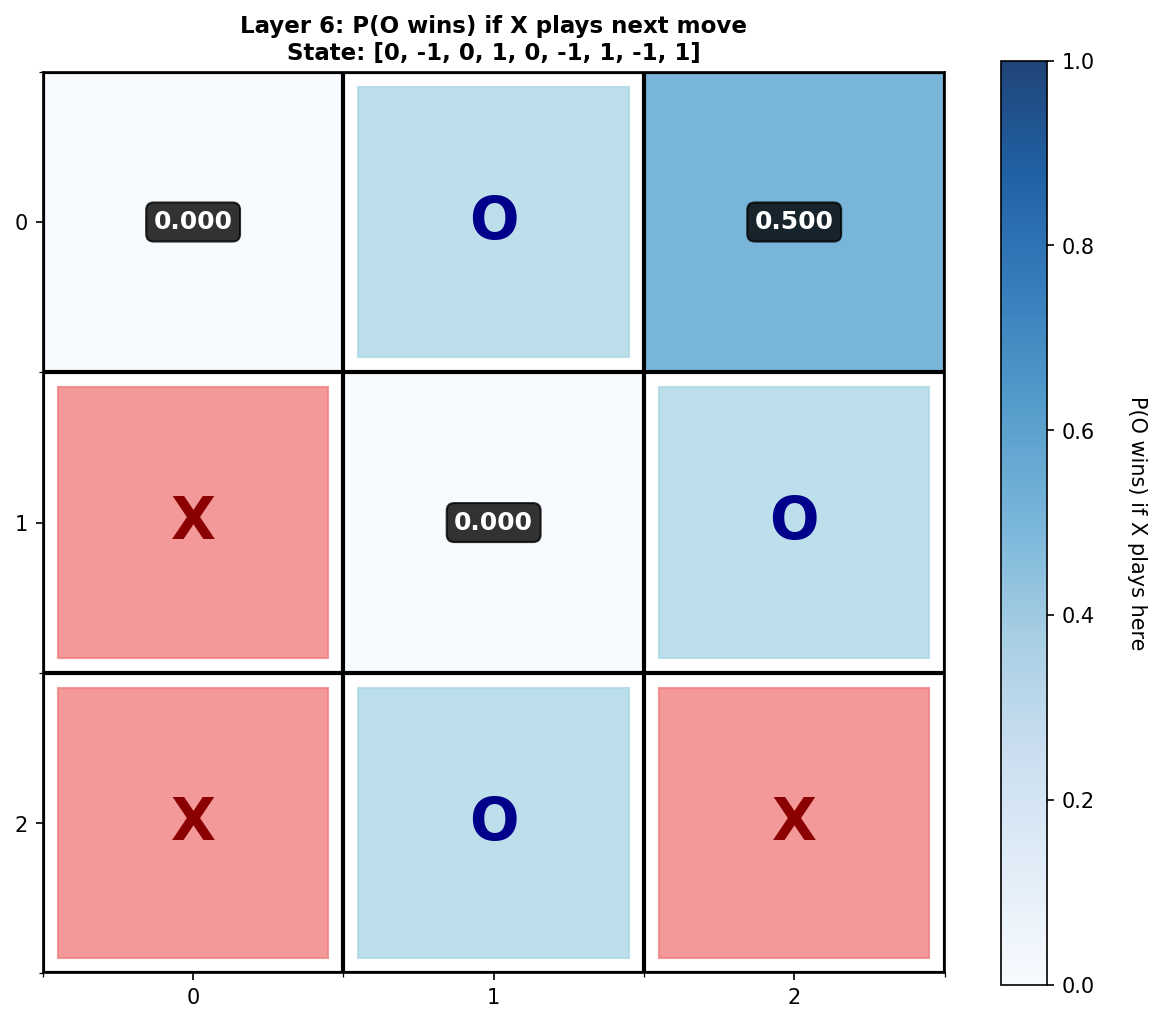 Layer 6: P(O wins) if X plays next move
State: [0, -1, 0, 1, 0, -1, 1, -1, 1]
0.000
O
0.500
X
0.000
O
X
O
X
0
1
2
0
1
2
1.0
0.8
0.6
0.4
0.2
0.0
P(O wins) if X plays here